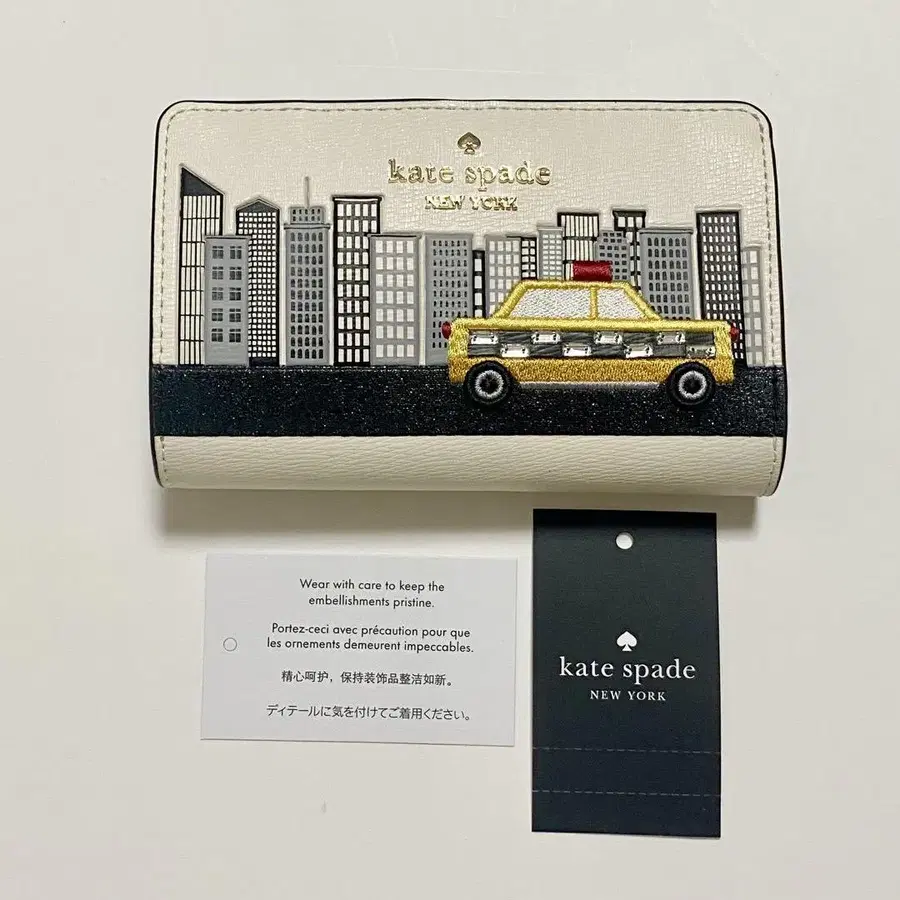 kate spade
NEW YORK
Wear with care to keep the
embellishments pristine.
Portez-ceci avec précaution pour que
les ornements demeurent impeccables.
精心呵护，保持装饰品整洁如新。
ディテールに気を付けてご着用ください。
kate spade
NEW YORK